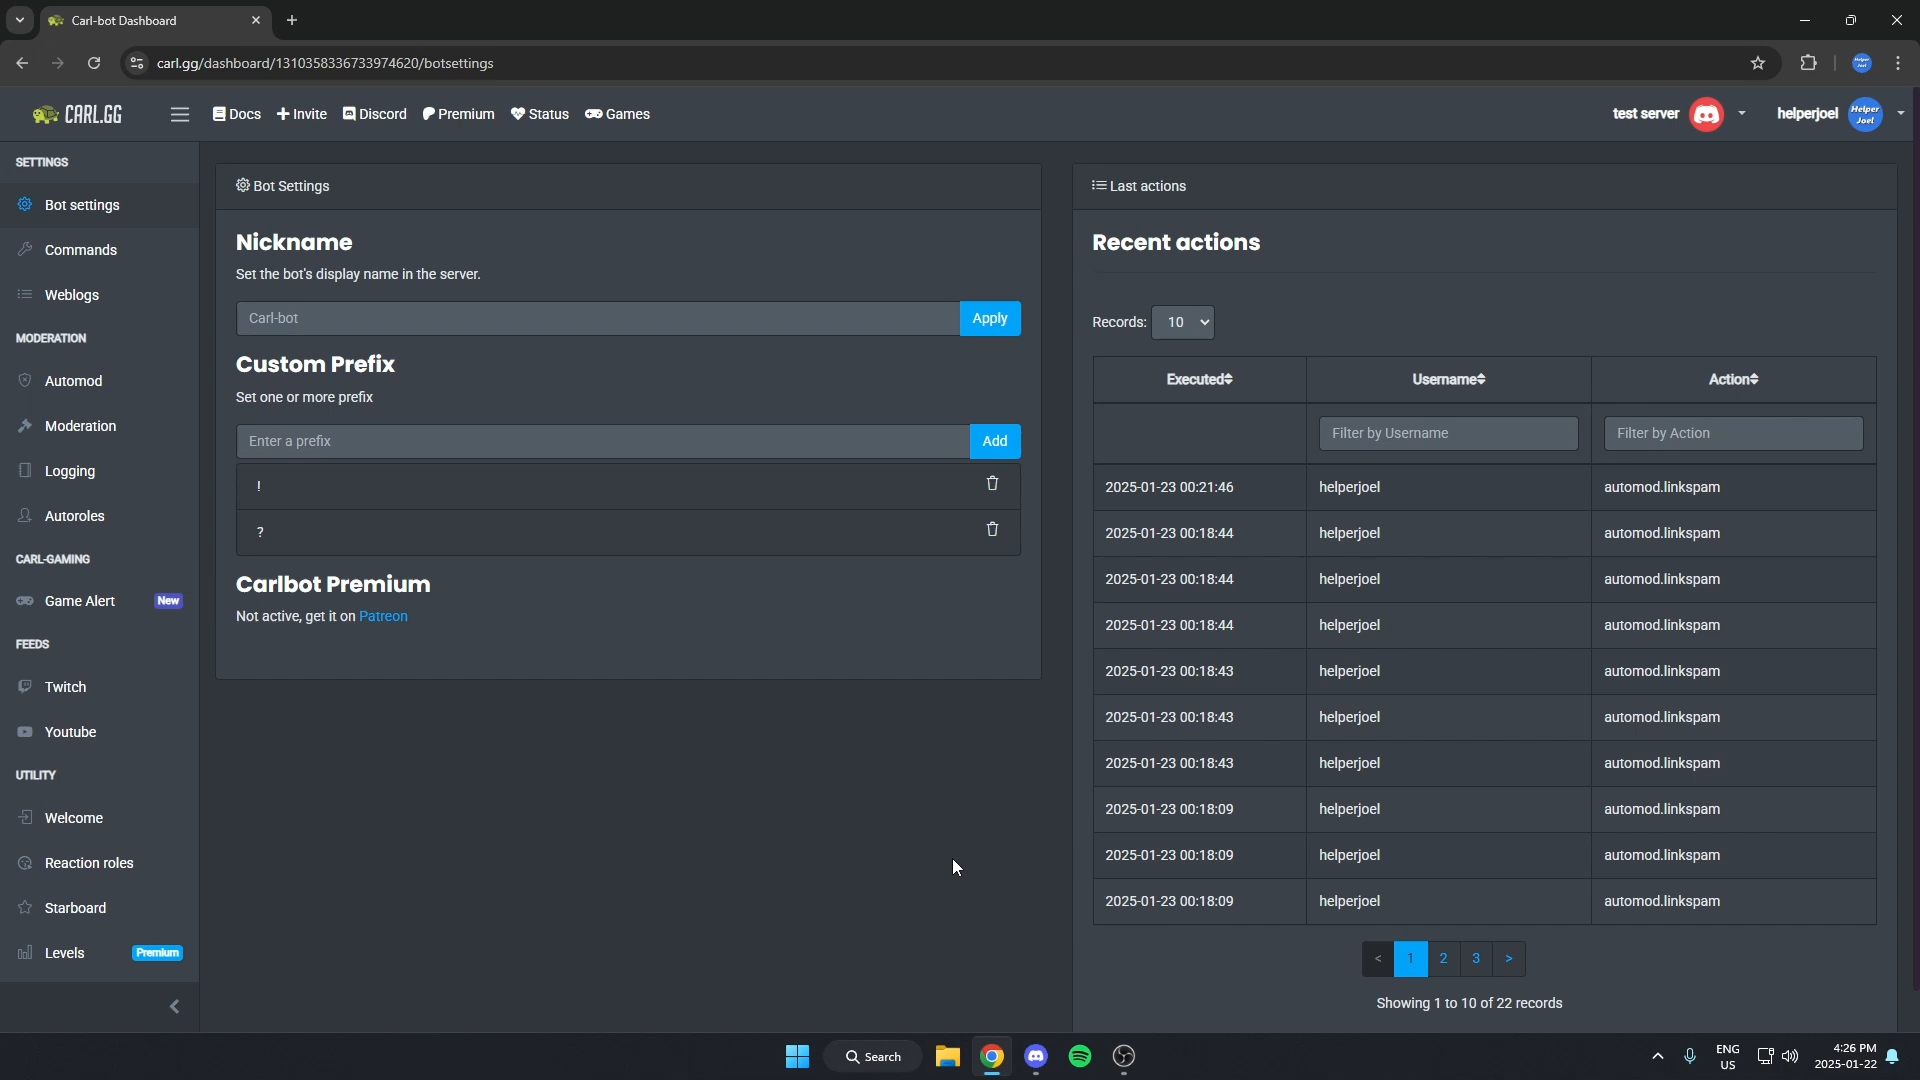 Carl-bot Dashboard
carl.gg/dashboard/1310358336733974620/botsettings
CARL.GG
Docs
Invite
Discord
Premium
Status
Games
test server
helperjoel
Helper
Joel
SETTINGS
Bot settings
Commands
Weblogs
MODERATION
Automod
Moderation
Logging
Autoroles
CARL-GAMING
Game Alert
New
FEEDS
Twitch
Youtube
UTILITY
Welcome
Reaction roles
Starboard
Levels
Premium
Bot Settings
Nickname
Set the bot's display name in the server.
Carl-bot
Apply
Custom Prefix
Set one or more prefix
Enter a prefix
Add
!
?
Carlbot Premium
Not active, get it on Patreon
Last actions
Recent actions
Records: 10
Executed Username Action
Filter by Username Filter by Action
2025-01-23 00:21:46 helperjoel automod.linkspam
2025-01-23 00:18:44 helperjoel automod.linkspam
2025-01-23 00:18:44 helperjoel automod.linkspam
2025-01-23 00:18:44 helperjoel automod.linkspam
2025-01-23 00:18:43 helperjoel automod.linkspam
2025-01-23 00:18:43 helperjoel automod.linkspam
2025-01-23 00:18:43 helperjoel automod.linkspam
2025-01-23 00:18:09 helperjoel automod.linkspam
2025-01-23 00:18:09 helperjoel automod.linkspam
2025-01-23 00:18:09 helperjoel automod.linkspam
< 1 2 3 >
Showing 1 to 10 of 22 records
Search
ENG
US
4:26 PM
2025-01-22